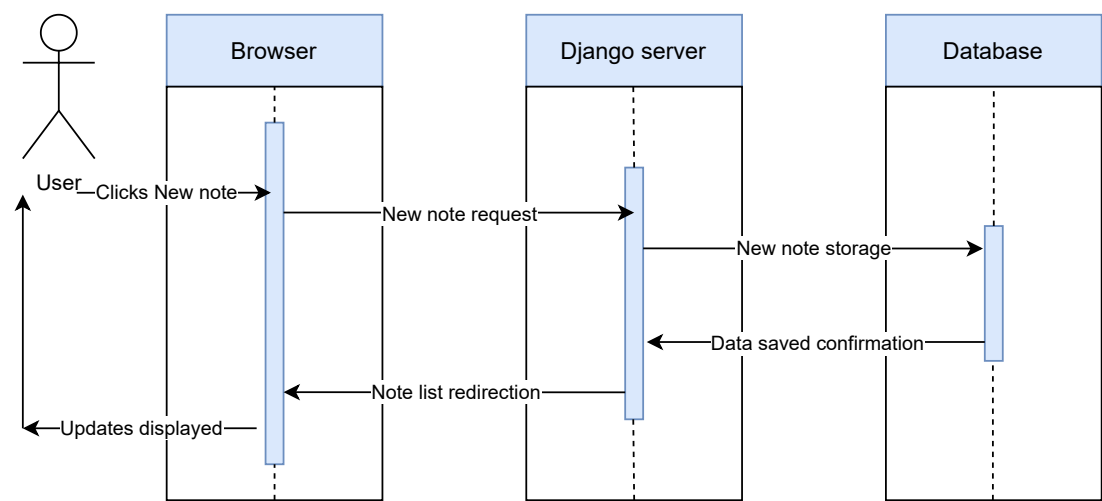 Browser
Django server
Database
User
Clicks New note
New note request
New note storage
Data saved confirmation
Note list redirection
Updates displayed